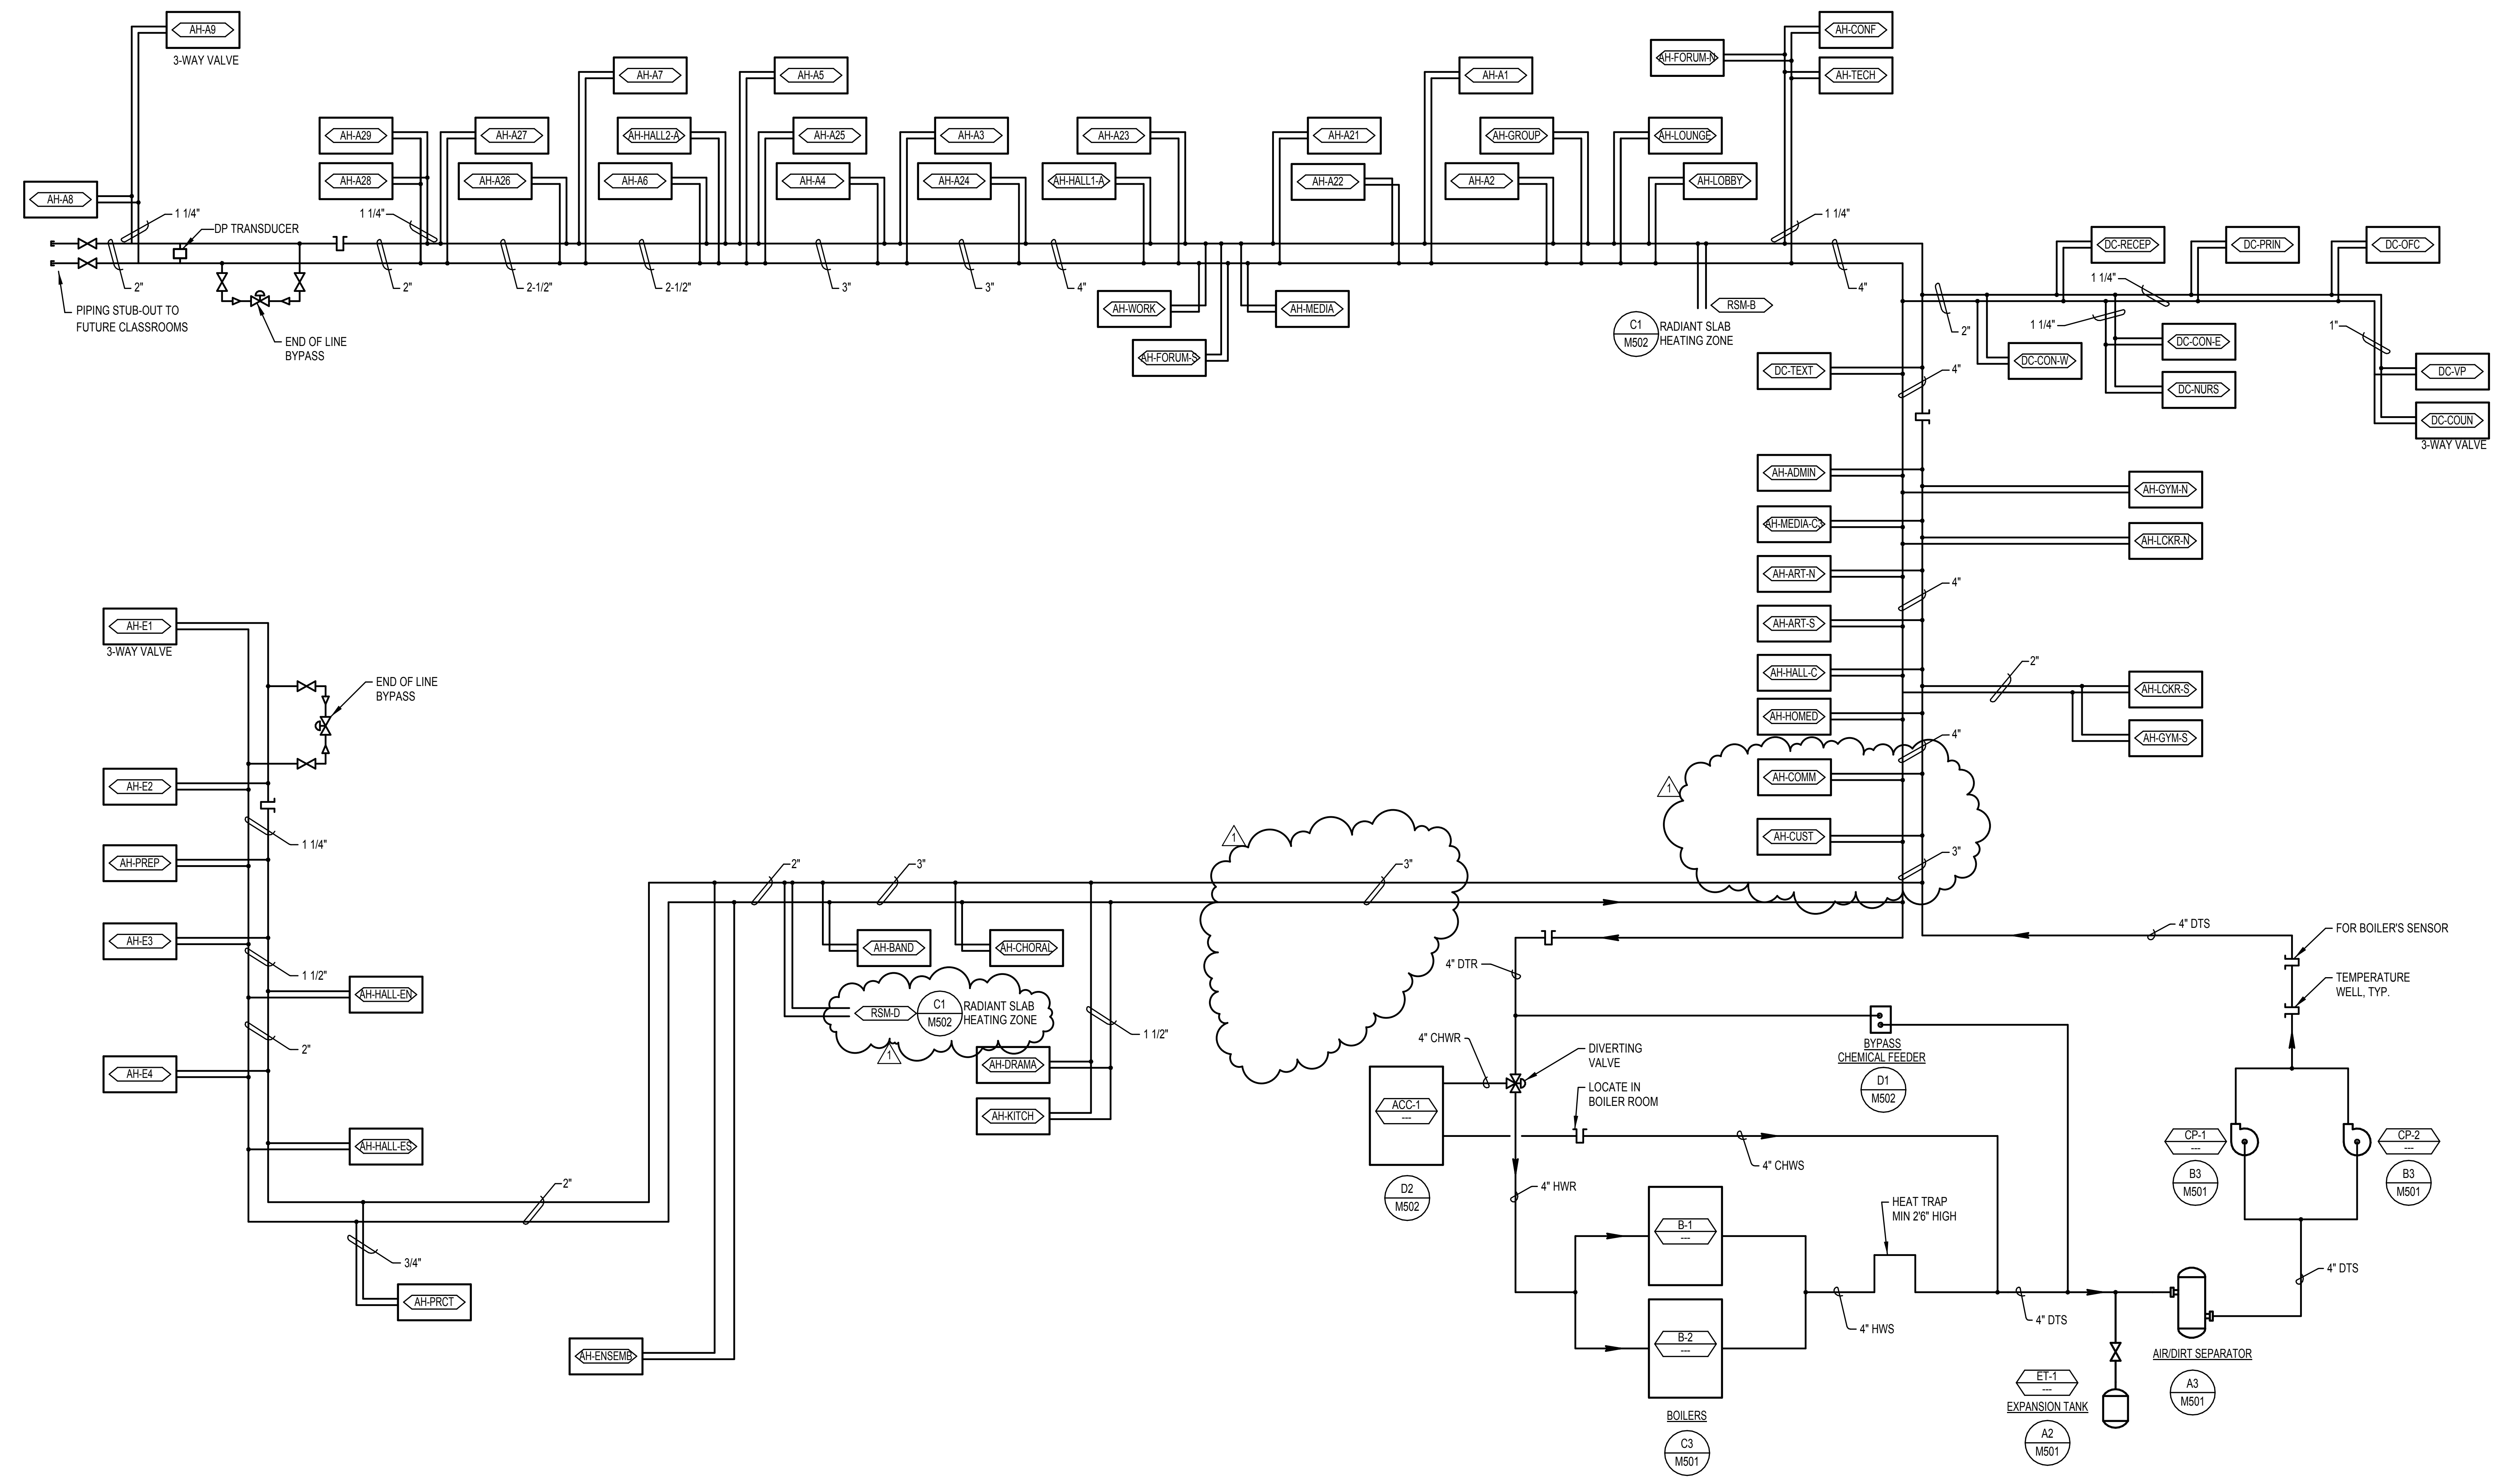 AH-A9
3-WAY VALVE
AH-CONF
AH-FORUM-N
AH-TECH
AH-A7
AH-A5
AH-A1
AH-A29
AH-A27
AH-HALL2-A
AH-A25
AH-A3
AH-A23
AH-A21
AH-GROUP
AH-LOUNGE
AH-A28
AH-A26
AH-A6
AH-A4
AH-A24
AH-HALL1-A
AH-A22
AH-A2
AH-LOBBY
AH-A8
1 1/4"
DP TRANSDUCER
1 1/4"
1 1/4"
2"
2"
2-1/2"
2-1/2"
3"
3"
4"
4"
PIPING STUB-OUT TO
FUTURE CLASSROOMS
END OF LINE
BYPASS
AH-WORK
AH-MEDIA
AH-FORUM-S
RSM-B
C1
M502
RADIANT SLAB
HEATING ZONE
DC-RECEP
DC-PRIN
DC-OFC
1 1/4"
1 1/4"
2"
1"
DC-CON-W
DC-CON-E
DC-NURS
DC-VP
DC-COUN
3-WAY VALVE
DC-TEXT
4"
AH-ADMIN
AH-GYM-N
AH-MEDIA-C3
AH-LCKR-N
AH-ART-N
4"
AH-ART-S
AH-HALL-C
2"
AH-LCKR-S
AH-HOMED
AH-GYM-S
4"
AH-COMM
1
AH-CUST
3"
AH-E1
3-WAY VALVE
END OF LINE
BYPASS
AH-E2
1 1/4"
AH-PREP
AH-E3
1 1/2"
AH-HALL-EN
2"
AH-E4
AH-HALL-ES
2"
3/4"
AH-PRCT
AH-ENSEMB
2"
3"
1
3"
AH-BAND
AH-CHORAL
RSM-D
C1
M502
RADIANT SLAB
HEATING ZONE
1
1 1/2"
AH-DRAMA
AH-KITCH
4" DTR
4" DTS
FOR BOILER'S SENSOR
TEMPERATURE
WELL, TYP.
4" CHWR
DIVERTING
VALVE
LOCATE IN
BOILER ROOM
BYPASS
CHEMICAL FEEDER
D1
M502
ACC-1
---
D2
M502
4" CHWS
4" HWR
B-1
---
B-2
---
BOILERS
C3
M501
HEAT TRAP
MIN 2'6" HIGH
4" HWS
4" DTS
CP-1
---
B3
M501
CP-2
---
B3
M501
4" DTS
AIR/DIRT SEPARATOR
A3
M501
ET-1
---
EXPANSION TANK
A2
M501